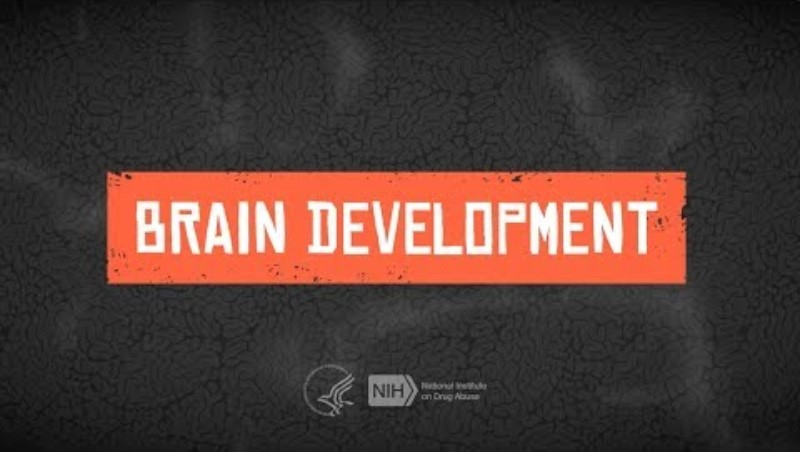 BRAIN DEVELOPMENT
NIH
National Institute
on Drug Abuse